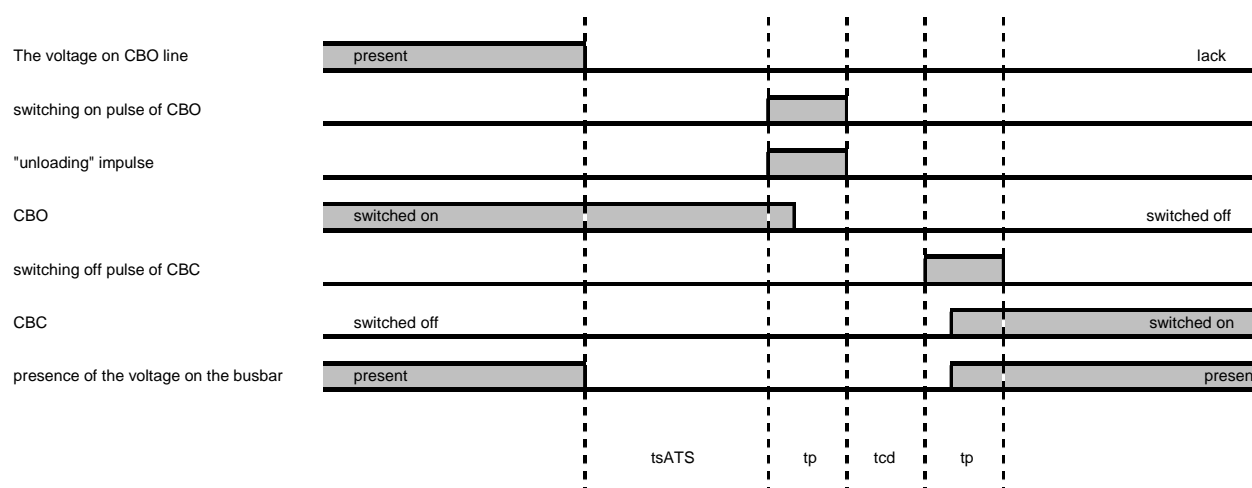 The voltage on CBO line present lack
switching on pulse of CBO
"unloading" impulse
CBO switched on switched off
switching off pulse of CBC
CBC switched off switched on
presence of the voltage on the busbar present presen
tsATS tp tcd tp